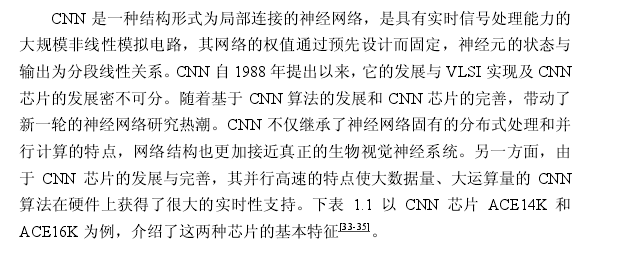 CNN 是一种结构形式为局部连接的神经网络，是具有实时信号处理能力的
大规模非线性模拟电路，其网络的权值通过预先设计而固定，神经元的状态与
输出为分段线性关系。CNN 自 1988 年提出以来，它的发展与 VLSI 实现及 CNN
芯片的发展密不可分。随着基于 CNN 算法的发展和 CNN 芯片的完善，带动了
新一轮的神经网络研究热潮。CNN 不仅继承了神经网络固有的分布式处理和并
行计算的特点，网络结构也更加接近真正的生物视觉神经系统。另一方面，由
于 CNN 芯片的发展与完善，其并行高速的特点使大数据量、大运算量的 CNN
算法在硬件上获得了很大的实时性支持。下表 1.1 以 CNN 芯片 ACE14K 和
ACE16K 为例，介绍了这两种芯片的基本特征[33-35]。